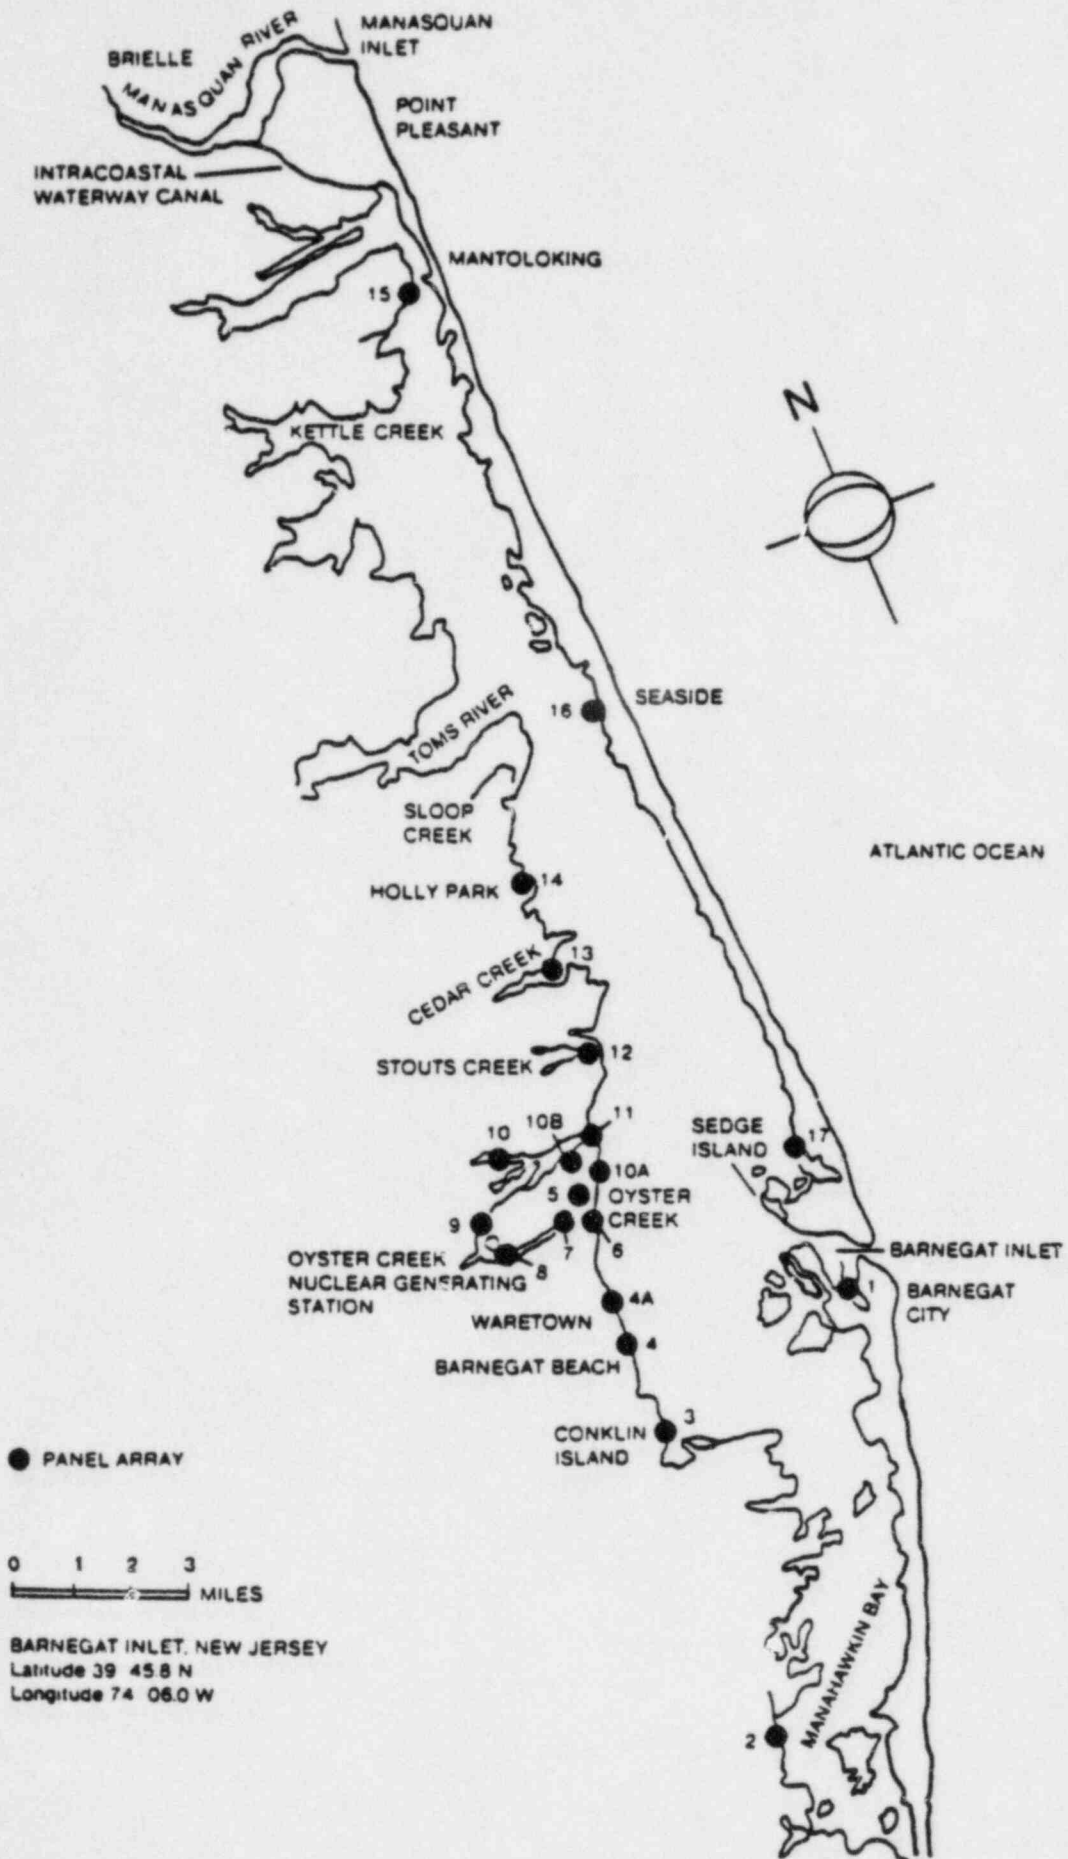 MANASQUAN
INLET
BRIELLE
MANASQUAN RIVER
POINT
PLEASANT
INTRACOASTAL
WATERWAY CANAL
MANTOLOKING
15
N
KETTLE CREEK
SEASIDE
16
TOMS RIVER
SLOOP
CREEK
ATLANTIC OCEAN
HOLLY PARK
14
13
CEDAR CREEK
STOUTS CREEK
12
11
10B
10
SEDGE
ISLAND
17
10A
5
OYSTER
CREEK
9
7
6
8
OYSTER CREEK
NUCLEAR GENERATING
STATION
BARNEGAT INLET
1
BARNEGAT
CITY
4A
WARETOWN
4
BARNEGAT BEACH
3
CONKLIN
ISLAND
PANEL ARRAY
0 1 2 3
MILES
BARNEGAT INLET, NEW JERSEY
Latitude 39 45.8 N
Longitude 74 06.0 W
MANAHAWKIN BAY
2